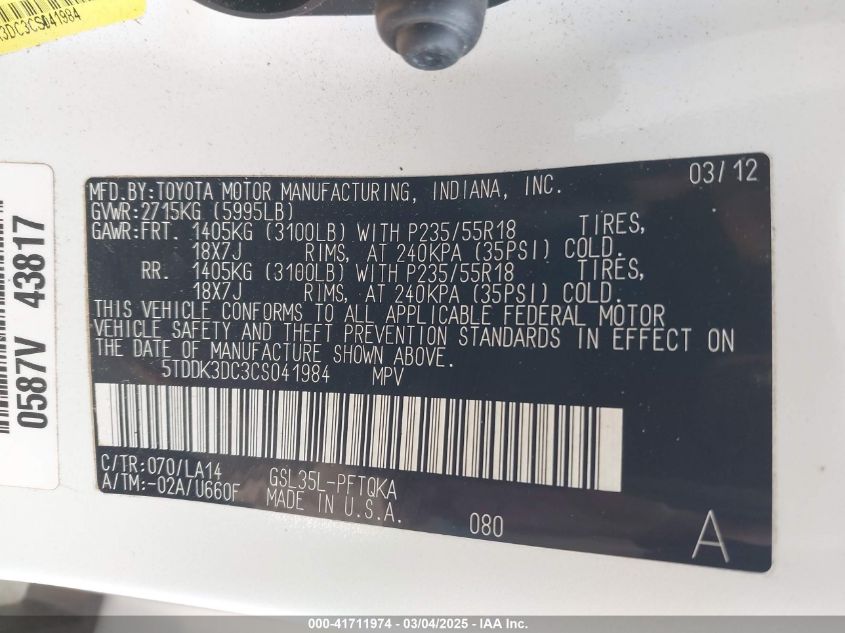 3DC3CS041984
0587V 43817
MFD.BY:TOYOTA MOTOR MANUFACTURING, INDIANA, INC. 03/12
GVWR:2715KG (5995LB)
GAWR:FRT. 1405KG (3100LB) WITH P235/55R18 TIRES,
18X7J RIMS, AT 240KPA (35PSI) COLD.
RR. 1405KG (3100LB) WITH P235/55R18 TIRES,
18X7J RIMS, AT 240KPA (35PSI) COLD.
THIS VEHICLE CONFORMS TO ALL APPLICABLE FEDERAL MOTOR
VEHICLE SAFETY AND THEFT PREVENTION STANDARDS IN EFFECT ON
THE DATE OF MANUFACTURE SHOWN ABOVE.
5TDDK3DC3CS041984 MPV
C/TR:070/LA14 GSL35L-PFTQKA
A/TM:-02A/U660F MADE IN U.S.A. 080 A
000-41711974 — 03/04/2025 — IAA, Inc.